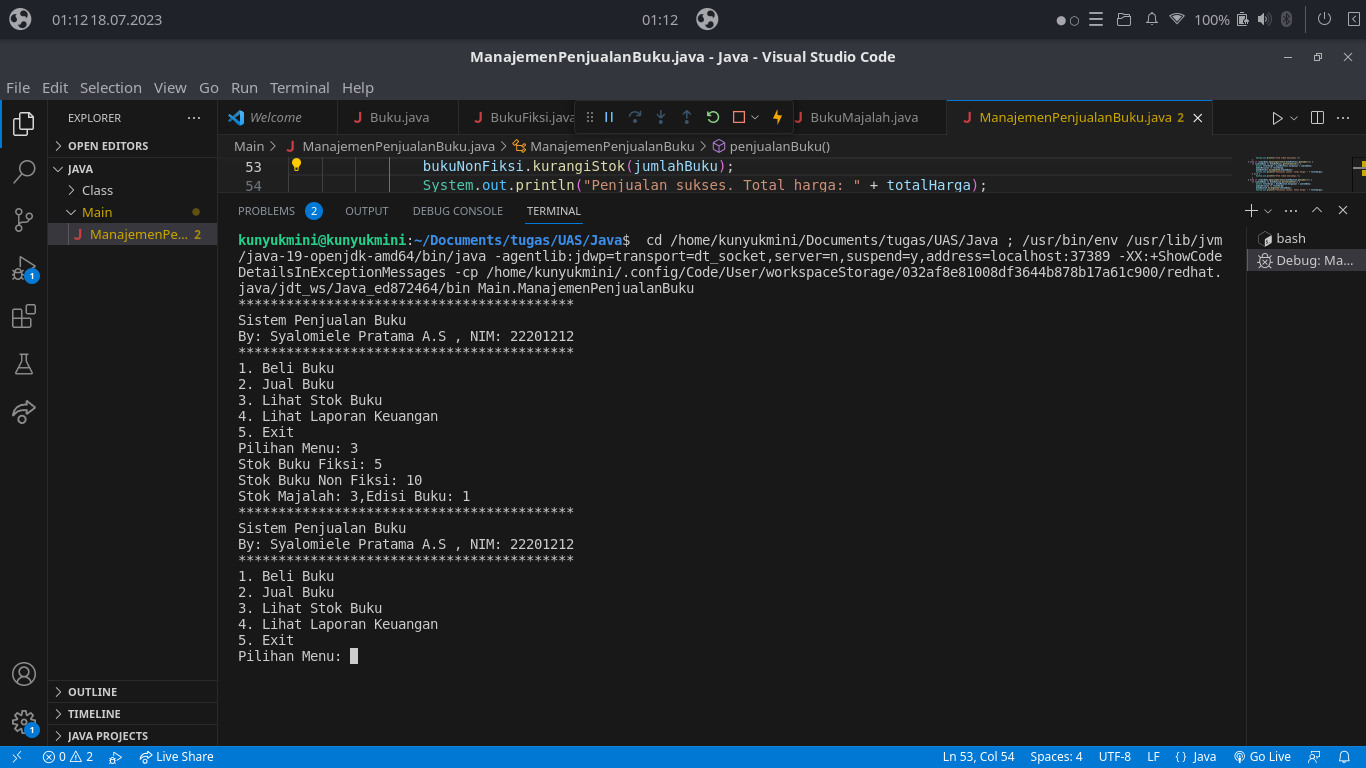 01:12 18.07.2023
01:12
100%
ManajemenPenjualanBuku.java - Java - Visual Studio Code
File Edit Selection View Go Run Terminal Help
EXPLORER
OPEN EDITORS
JAVA
Class
Main
ManajemenPe... 2
OUTLINE
TIMELINE
JAVA PROJECTS
1
1
Welcome
Buku.java
BukuFiksi.java
BukuMajalah.java
ManajemenPenjualanBuku.java 2
Main > ManajemenPenjualanBuku.java > ManajemenPenjualanBuku > penjualanBuku()
53 bukuNonFiksi.kurangiStok(jumlahBuku);
54 System.out.println("Penjualan sukses. Total harga: " + totalHarga);
PROBLEMS 2 OUTPUT DEBUG CONSOLE TERMINAL
kunyukmini@kunyukmini:~/Documents/tugas/UAS/Java$ cd /home/kunyukmini/Documents/tugas/UAS/Java ; /usr/bin/env /usr/lib/jvm
/java-19-openjdk-amd64/bin/java -agentlib:jdwp=transport=dt_socket,server=n,suspend=y,address=localhost:37389 -XX:+ShowCode
DetailsInExceptionMessages -cp /home/kunyukmini/.config/Code/User/workspaceStorage/032af8e81008df3644b878b17a61c900/redhat.
java/jdt_ws/Java_ed872464/bin Main.ManajemenPenjualanBuku
******************************************
Sistem Penjualan Buku
By: Syalomiele Pratama A.S , NIM: 22201212
******************************************
1. Beli Buku
2. Jual Buku
3. Lihat Stok Buku
4. Lihat Laporan Keuangan
5. Exit
Pilihan Menu: 3
Stok Buku Fiksi: 5
Stok Buku Non Fiksi: 10
Stok Majalah: 3,Edisi Buku: 1
******************************************
Sistem Penjualan Buku
By: Syalomiele Pratama A.S , NIM: 22201212
******************************************
1. Beli Buku
2. Jual Buku
3. Lihat Stok Buku
4. Lihat Laporan Keuangan
5. Exit
Pilihan Menu:
bash
Debug: Ma...
0 2 Live Share
Ln 53, Col 54 Spaces: 4 UTF-8 LF {} Java Go Live